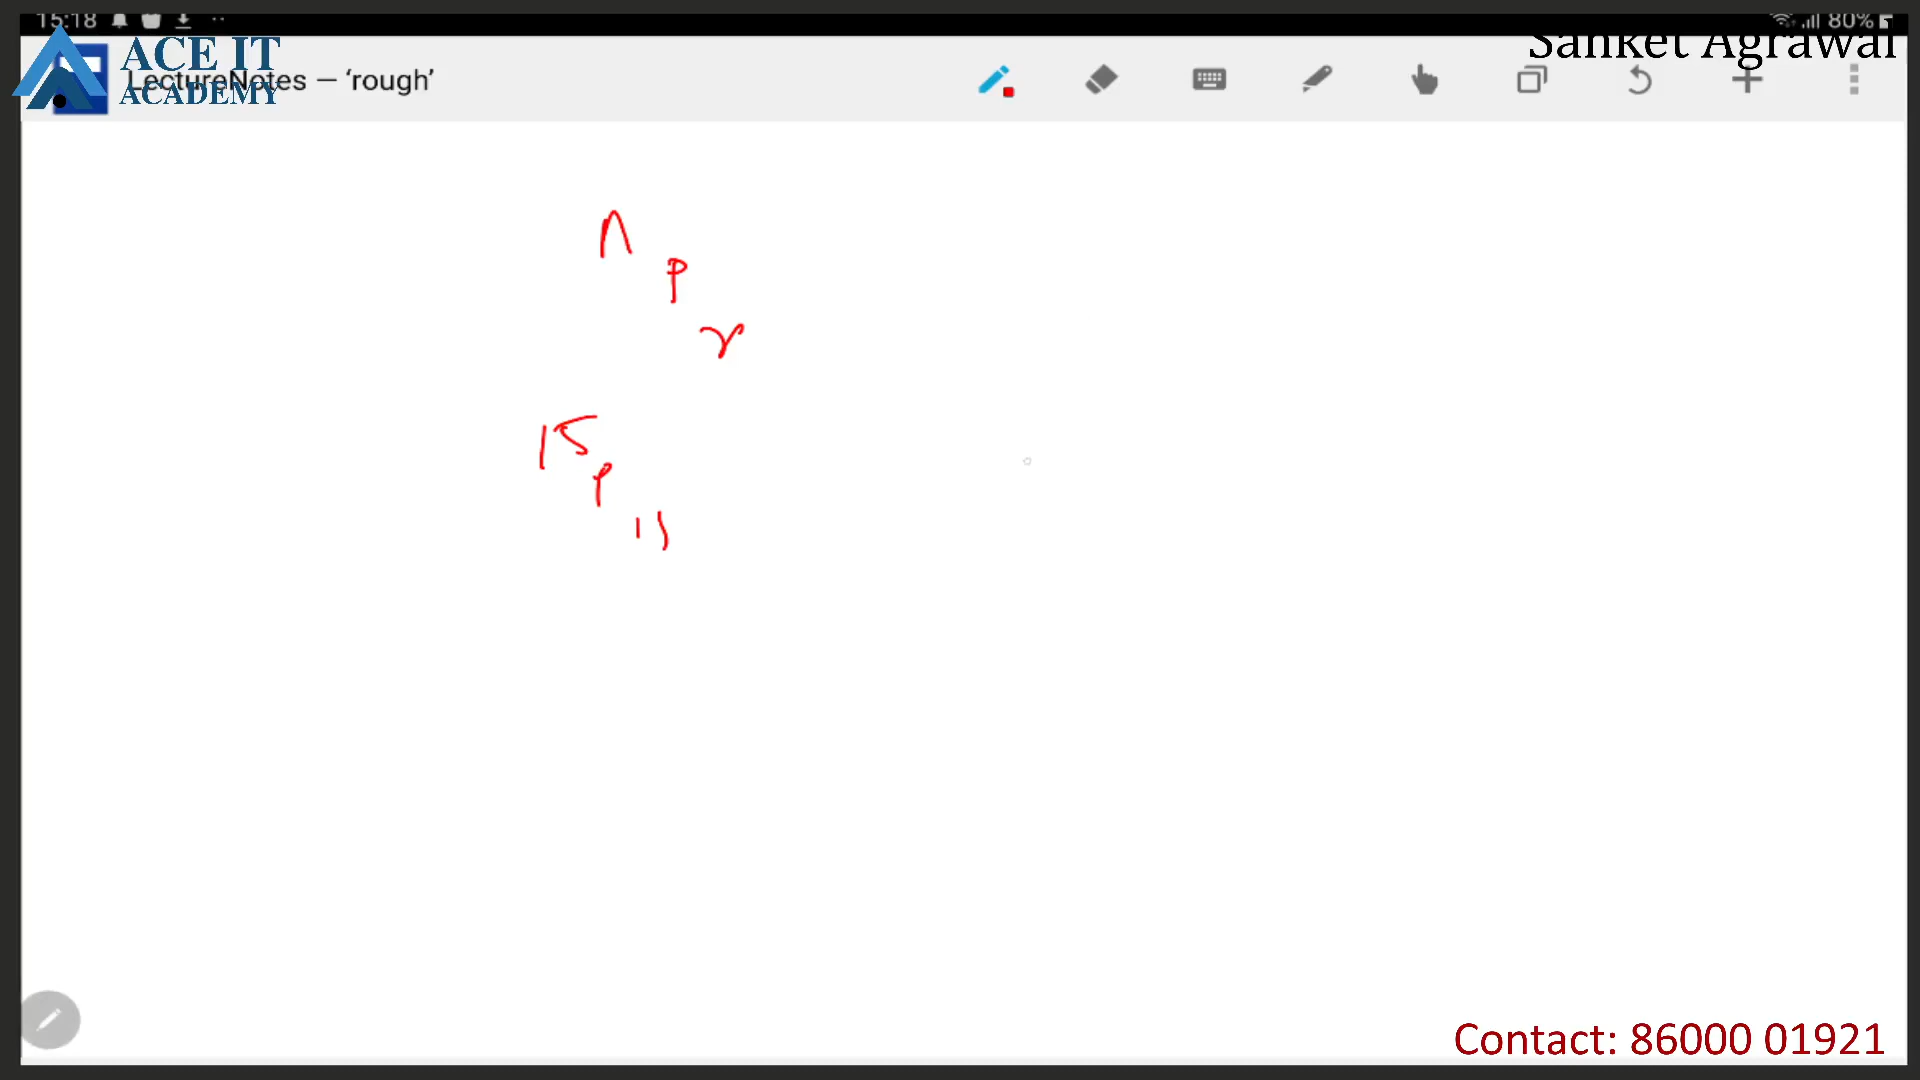 15:18 80%
Sanket Agrawal
ACE IT
ACADEMY
LectureNotes — ‘rough’
n
P
r
15
P
11
Contact: 86000 01921